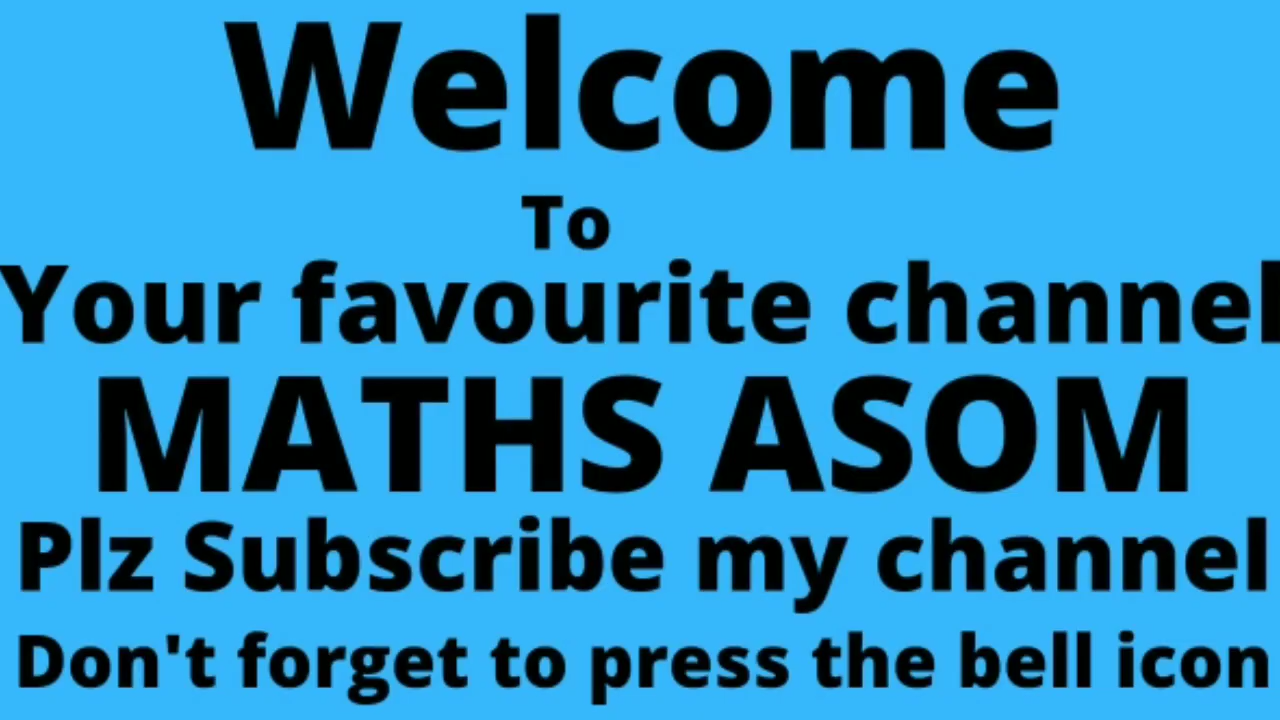 Welcome
To
Your favourite channel
MATHS ASOM
Plz Subscribe my channel
Don't forget to press the bell icon